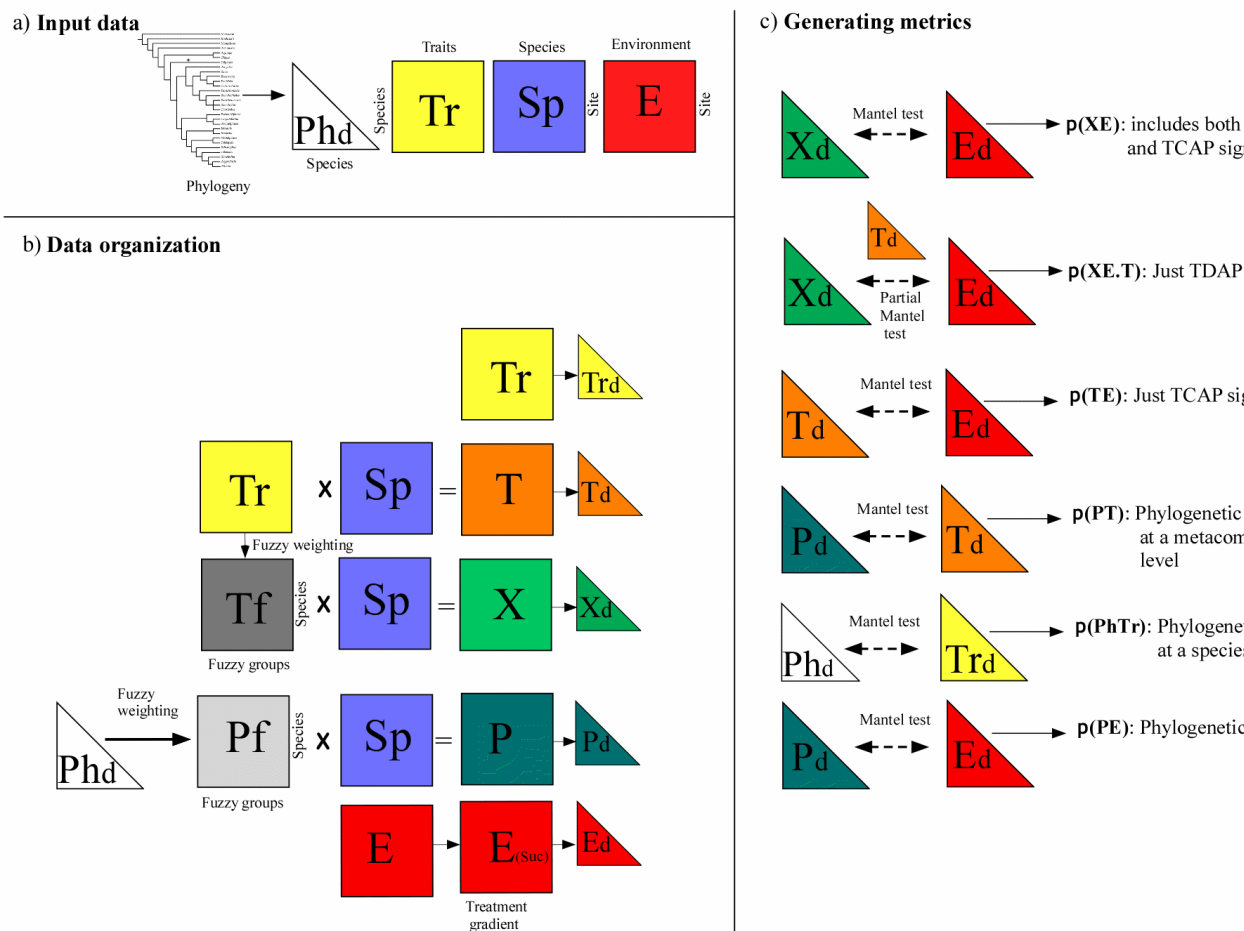 a) Input data
Phylogeny
Phd
Species
Species
Traits
Tr
Species
Sp
Site
Environment
E
Site
b) Data organization
Tr
Trd
Tr
X
Sp
=
T
Td
Fuzzy weighting
Tf
Species
X
Sp
=
X
Xd
Fuzzy groups
Phd
Fuzzy
weighting
Pf
Species
X
Sp
=
P
Pd
Fuzzy groups
E
E(Suc)
Ed
Treatment
gradient
c) Generating metrics
Xd
Mantel test
Ed
p(XE): includes both
and TCAP sig
Xd
Td
Partial
Mantel
test
Ed
p(XE.T): Just TDAP
Td
Mantel test
Ed
p(TE): Just TCAP sig
Pd
Mantel test
Td
p(PT): Phylogenetic
at a metacom
level
Phd
Mantel test
Trd
p(PhTr): Phylogenet
at a species
Pd
Mantel test
Ed
p(PE): Phylogenetic